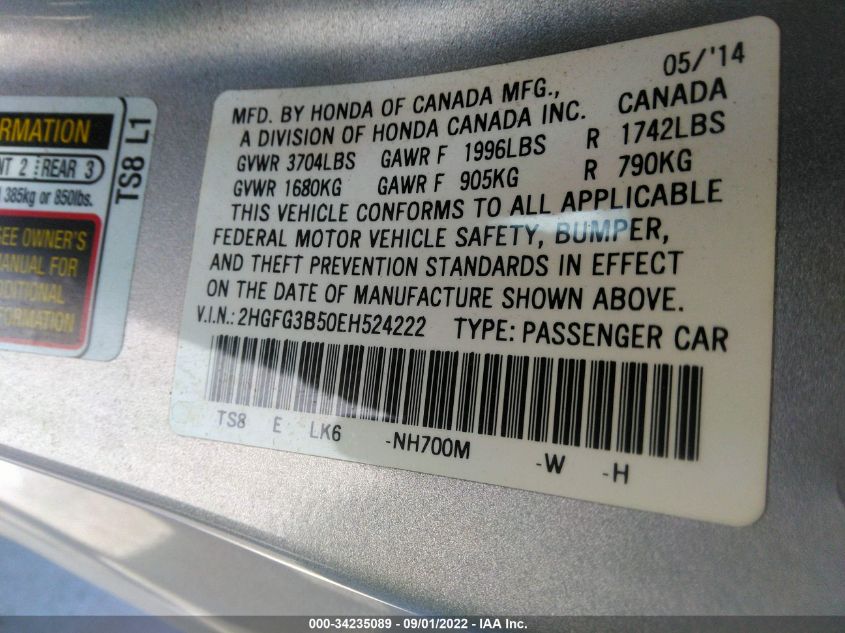 RMATION
NT 2 REAR 3
385kg or 850lbs.
SEE OWNER'S
MANUAL FOR
ADDITIONAL
FORMATION
TS8 L1
05/'14
MFD. BY HONDA OF CANADA MFG.,
A DIVISION OF HONDA CANADA INC. CANADA
GVWR 3704LBS GAWR F 1996LBS R 1742LBS
GVWR 1680KG GAWR F 905KG R 790KG
THIS VEHICLE CONFORMS TO ALL APPLICABLE
FEDERAL MOTOR VEHICLE SAFETY, BUMPER,
AND THEFT PREVENTION STANDARDS IN EFFECT
ON THE DATE OF MANUFACTURE SHOWN ABOVE.
V.I.N.: 2HGFG3B50EH524222 TYPE: PASSENGER CAR
TS8 E LK6 -NH700M -W -H
000-34235089 - 09/01/2022 - IAA Inc.